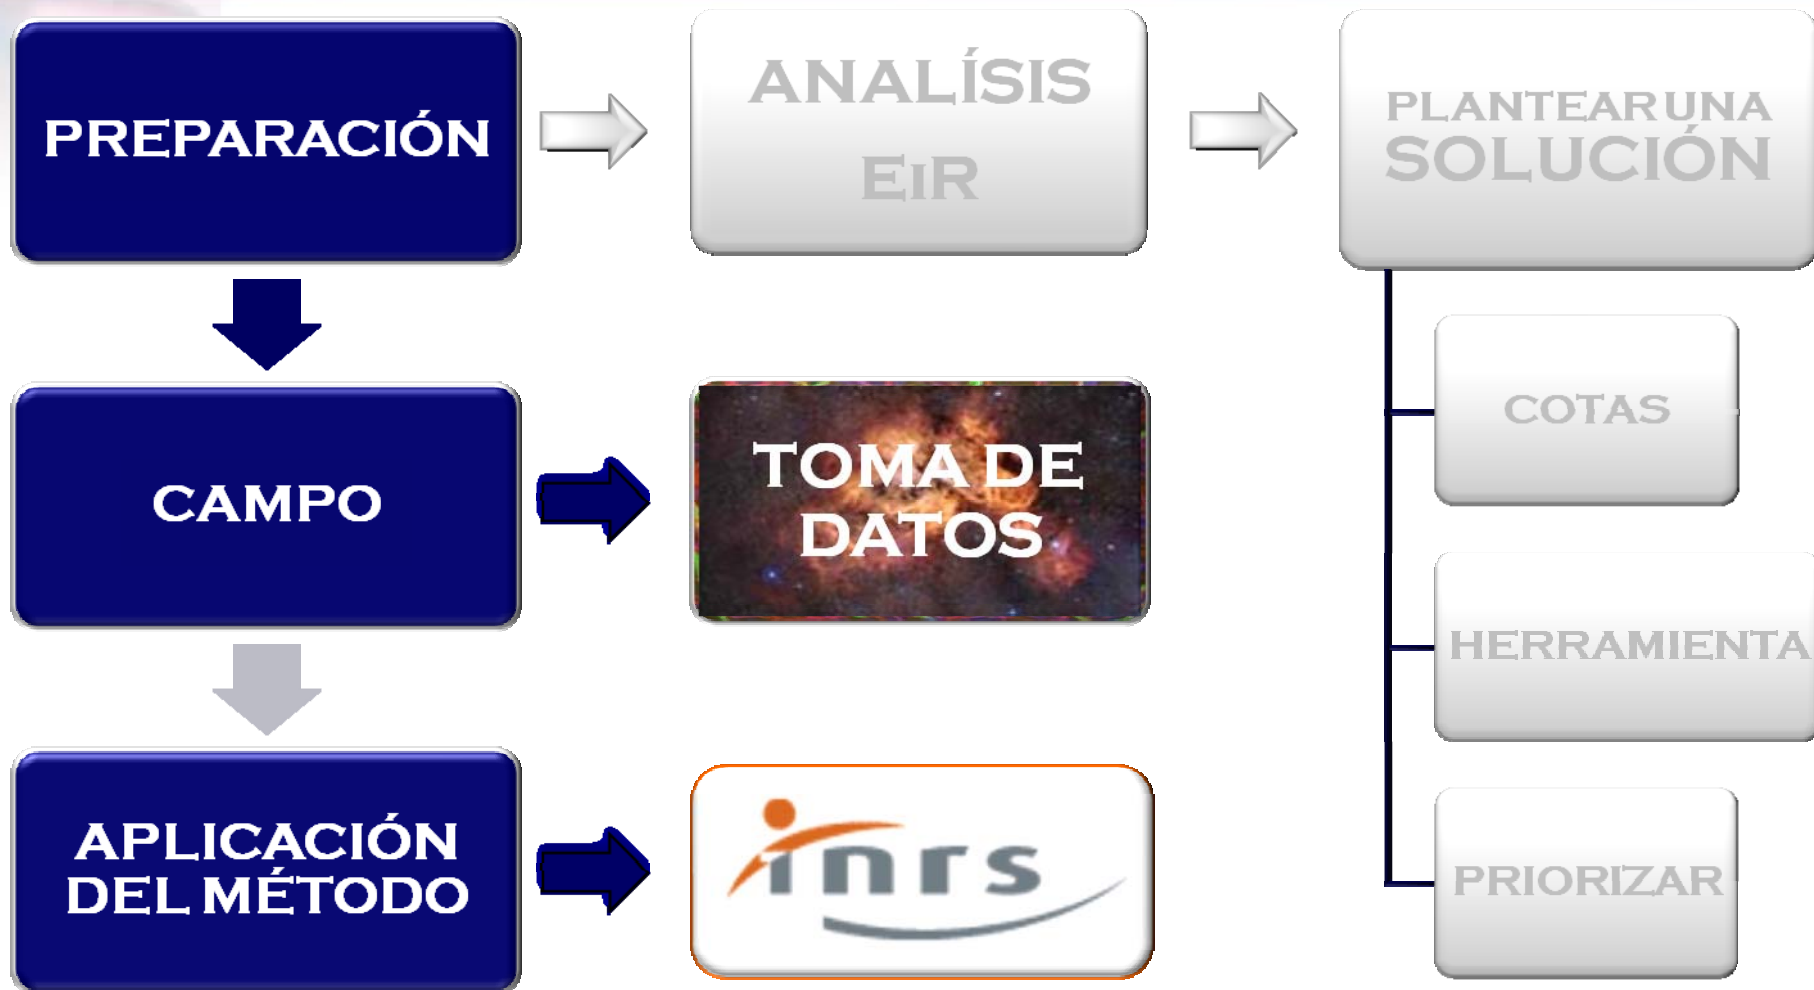 PREPARACIÓN
ANALÍSIS
EIR
PLANTEAR UNA
SOLUCIÓN
COTAS
CAMPO
TOMA DE
DATOS
HERRAMIENTA
APLICACIÓN
DEL MÉTODO
inrs
PRIORIZAR